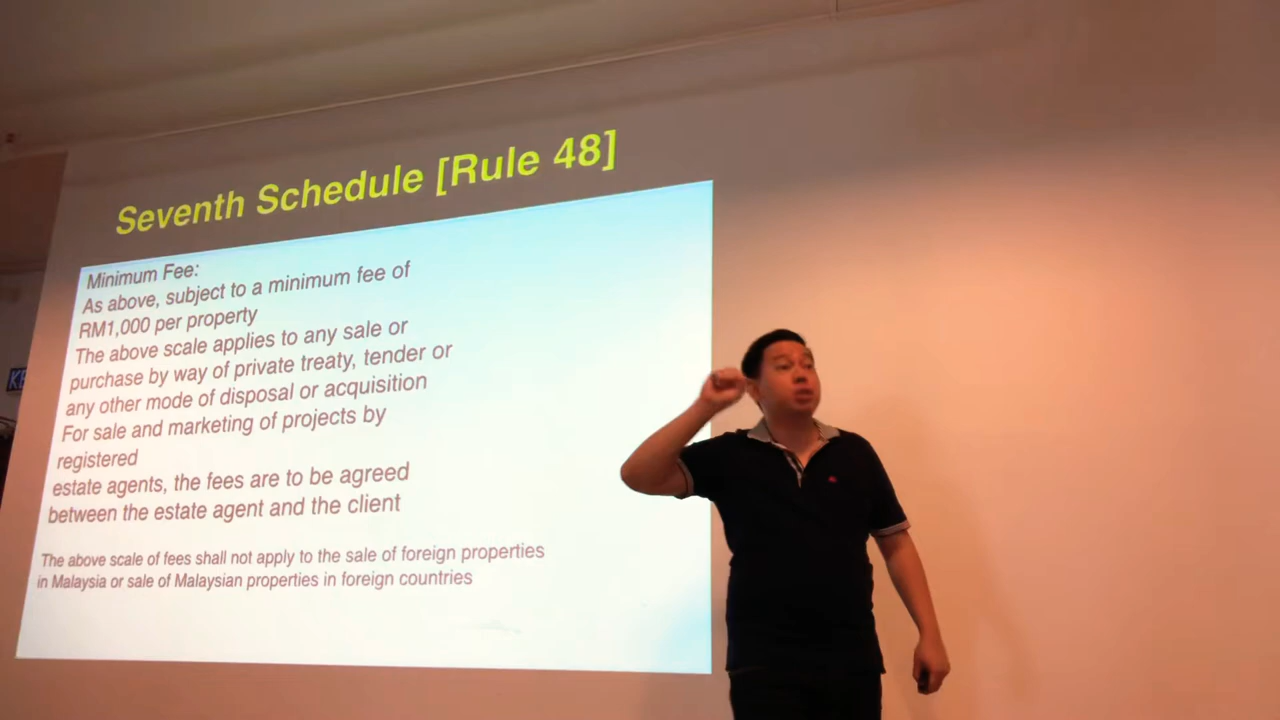 Seventh Schedule [Rule 48]
Minimum Fee:
As above, subject to a minimum fee of
RM1,000 per property
The above scale applies to any sale or
purchase by way of private treaty, tender or
any other mode of disposal or acquisition
For sale and marketing of projects by
registered
estate agents, the fees are to be agreed
between the estate agent and the client
The above scale of fees shall not apply to the sale of foreign properties
in Malaysia or sale of Malaysian properties in foreign countries